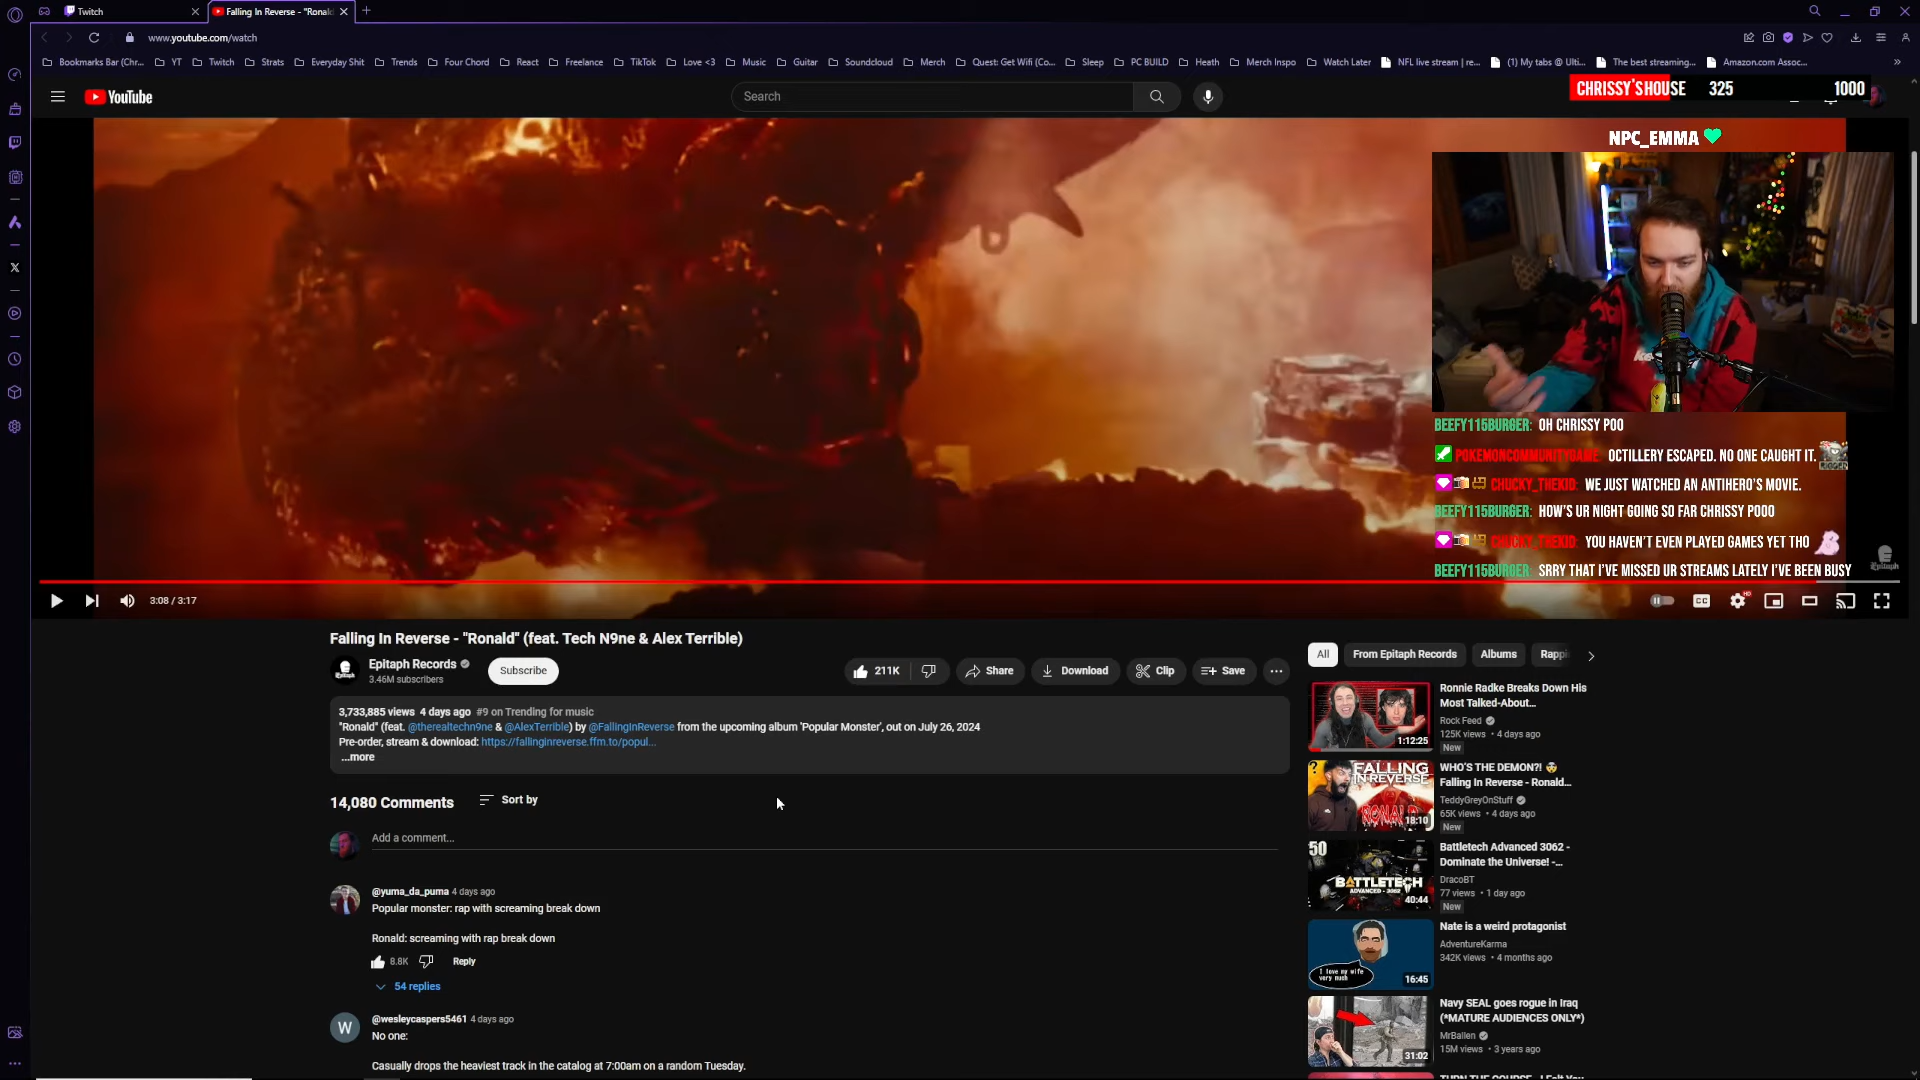 Twitch
Falling In Reverse - "Ronald
www.youtube.com/watch
Bookmarks Bar (Chr...
YT
Twitch
Strats
Everyday Shit
Trends
Four Chord
React
Freelance
TikTok
Love <3
Music
Guitar
Soundcloud
Merch
Quest: Get Wifi (Co...
Sleep
PC BUILD
Heath
Merch Inspo
Watch Later
NFL live stream | re...
(1) My tabs @ Ulti...
The best streaming...
Amazon.com Assoc...
YouTube
Search
CHRISSY'S HOUSE 325 1000
NPC_EMMA
BEEFY115BURGER: OH CHRISSY POO
POKEMONCOMMUNITYGAME: OCTILLERY ESCAPED. NO ONE CAUGHT IT.
CHUCKY_THEKID: WE JUST WATCHED AN ANTIHERO'S MOVIE.
BEEFY115BURGER: HOW'S UR NIGHT GOING SO FAR CHRISSY POOO
CHUCKY_THEKID: YOU HAVEN'T EVEN PLAYED GAMES YET THO
BEEFY115BURGER: SRRY THAT I'VE MISSED UR STREAMS LATELY I'VE BEEN BUSY
Epitaph
3:08 / 3:17
CC
HD
Falling In Reverse - "Ronald" (feat. Tech N9ne & Alex Terrible)
Epitaph Records
3.46M subscribers
Subscribe
211K
Share
Download
Clip
Save
3,733,885 views 4 days ago #9 on Trending for music
"Ronald" (feat. @therealtechn9ne & @AlexTerrible) by @FallingInReverse from the upcoming album 'Popular Monster', out on July 26, 2024
Pre-order, stream & download: https://fallinginreverse.ffm.to/popul...
...more
14,080 Comments
Sort by
Add a comment...
@yuma_da_puma 4 days ago
Popular monster: rap with screaming break down
Ronald: screaming with rap break down
8.8K
Reply
54 replies
W
@wesleycaspers5461 4 days ago
No one:
Casually drops the heaviest track in the catalog at 7:00am on a random Tuesday.
All
From Epitaph Records
Albums
Rappi
1:12:25
Ronnie Radke Breaks Down His
Most Talked-About...
Rock Feed
125K views • 4 days ago
New
FALLING
IN REVERSE
RONALD
18:10
WHO'S THE DEMON?!
Falling In Reverse - Ronald...
TeddyGreyOnStuff
65K views • 4 days ago
New
50
BATTLETECH
ADVANCED - 3062
40:44
Battletech Advanced 3062 -
Dominate the Universe! -...
DracoBT
77 views • 1 day ago
New
I love my wife
very much
16:45
Nate is a weird protagonist
AdventureKarma
342K views • 4 months ago
31:02
Navy SEAL goes rogue in Iraq
(*MATURE AUDIENCES ONLY*)
MrBallen
15M views • 3 years ago